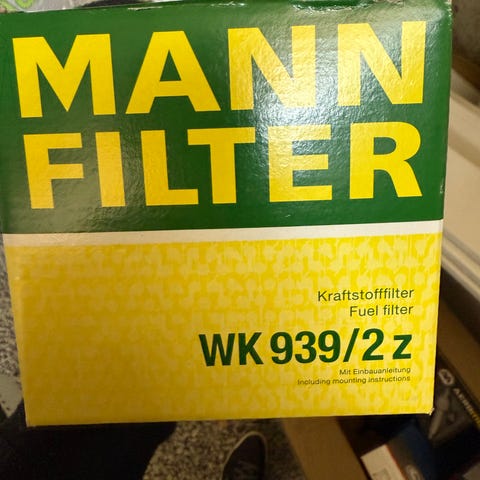 MANN
FILTER
Kraftstofffilter
Fuel filter
WK 939/2 z
Mit Einbauanleitung
Including mounting instructions